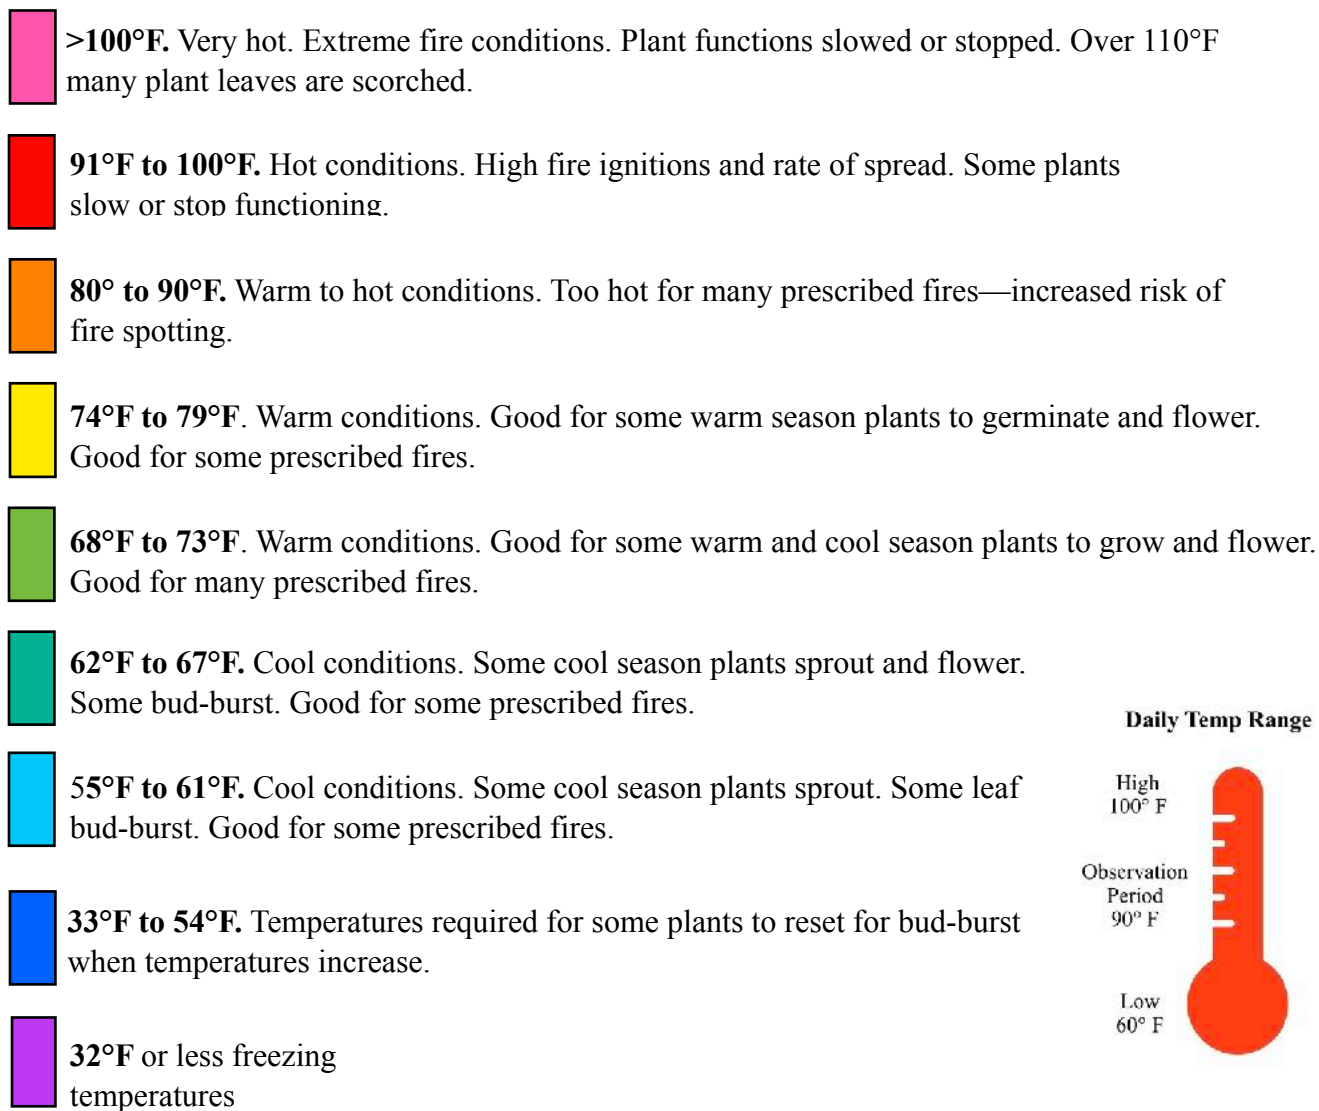 >100°F. Very hot. Extreme fire conditions. Plant functions slowed or stopped. Over 110°F
many plant leaves are scorched.
91°F to 100°F. Hot conditions. High fire ignitions and rate of spread. Some plants
slow or stop functioning.
80° to 90°F. Warm to hot conditions. Too hot for many prescribed fires—increased risk of
fire spotting.
74°F to 79°F. Warm conditions. Good for some warm season plants to germinate and flower.
Good for some prescribed fires.
68°F to 73°F. Warm conditions. Good for some warm and cool season plants to grow and flower.
Good for many prescribed fires.
62°F to 67°F. Cool conditions. Some cool season plants sprout and flower.
Some bud-burst. Good for some prescribed fires.
55°F to 61°F. Cool conditions. Some cool season plants sprout. Some leaf
bud-burst. Good for some prescribed fires.
33°F to 54°F. Temperatures required for some plants to reset for bud-burst
when temperatures increase.
32°F or less freezing
temperatures
Daily Temp Range
High
100° F
Observation
Period
90° F
Low
60° F